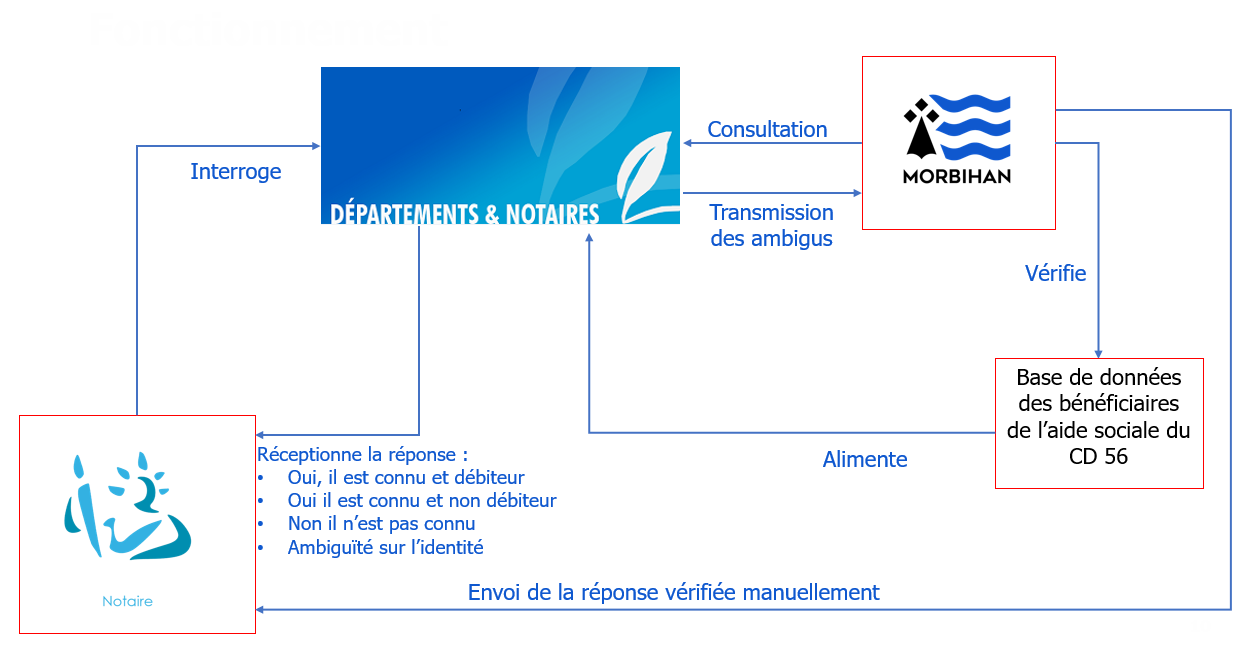 Interroge
DÉPARTEMENTS & NOTAIRES
Consultation
Transmission
des ambigus
MORBIHAN
Vérifie
Base de données
des bénéficiaires
de l’aide sociale du
CD 56
Alimente
Réceptionne la réponse :
• Oui, il est connu et débiteur
• Oui il est connu et non débiteur
• Non il n’est pas connu
• Ambiguïté sur l’identité
Notaire
Envoi de la réponse vérifiée manuellement